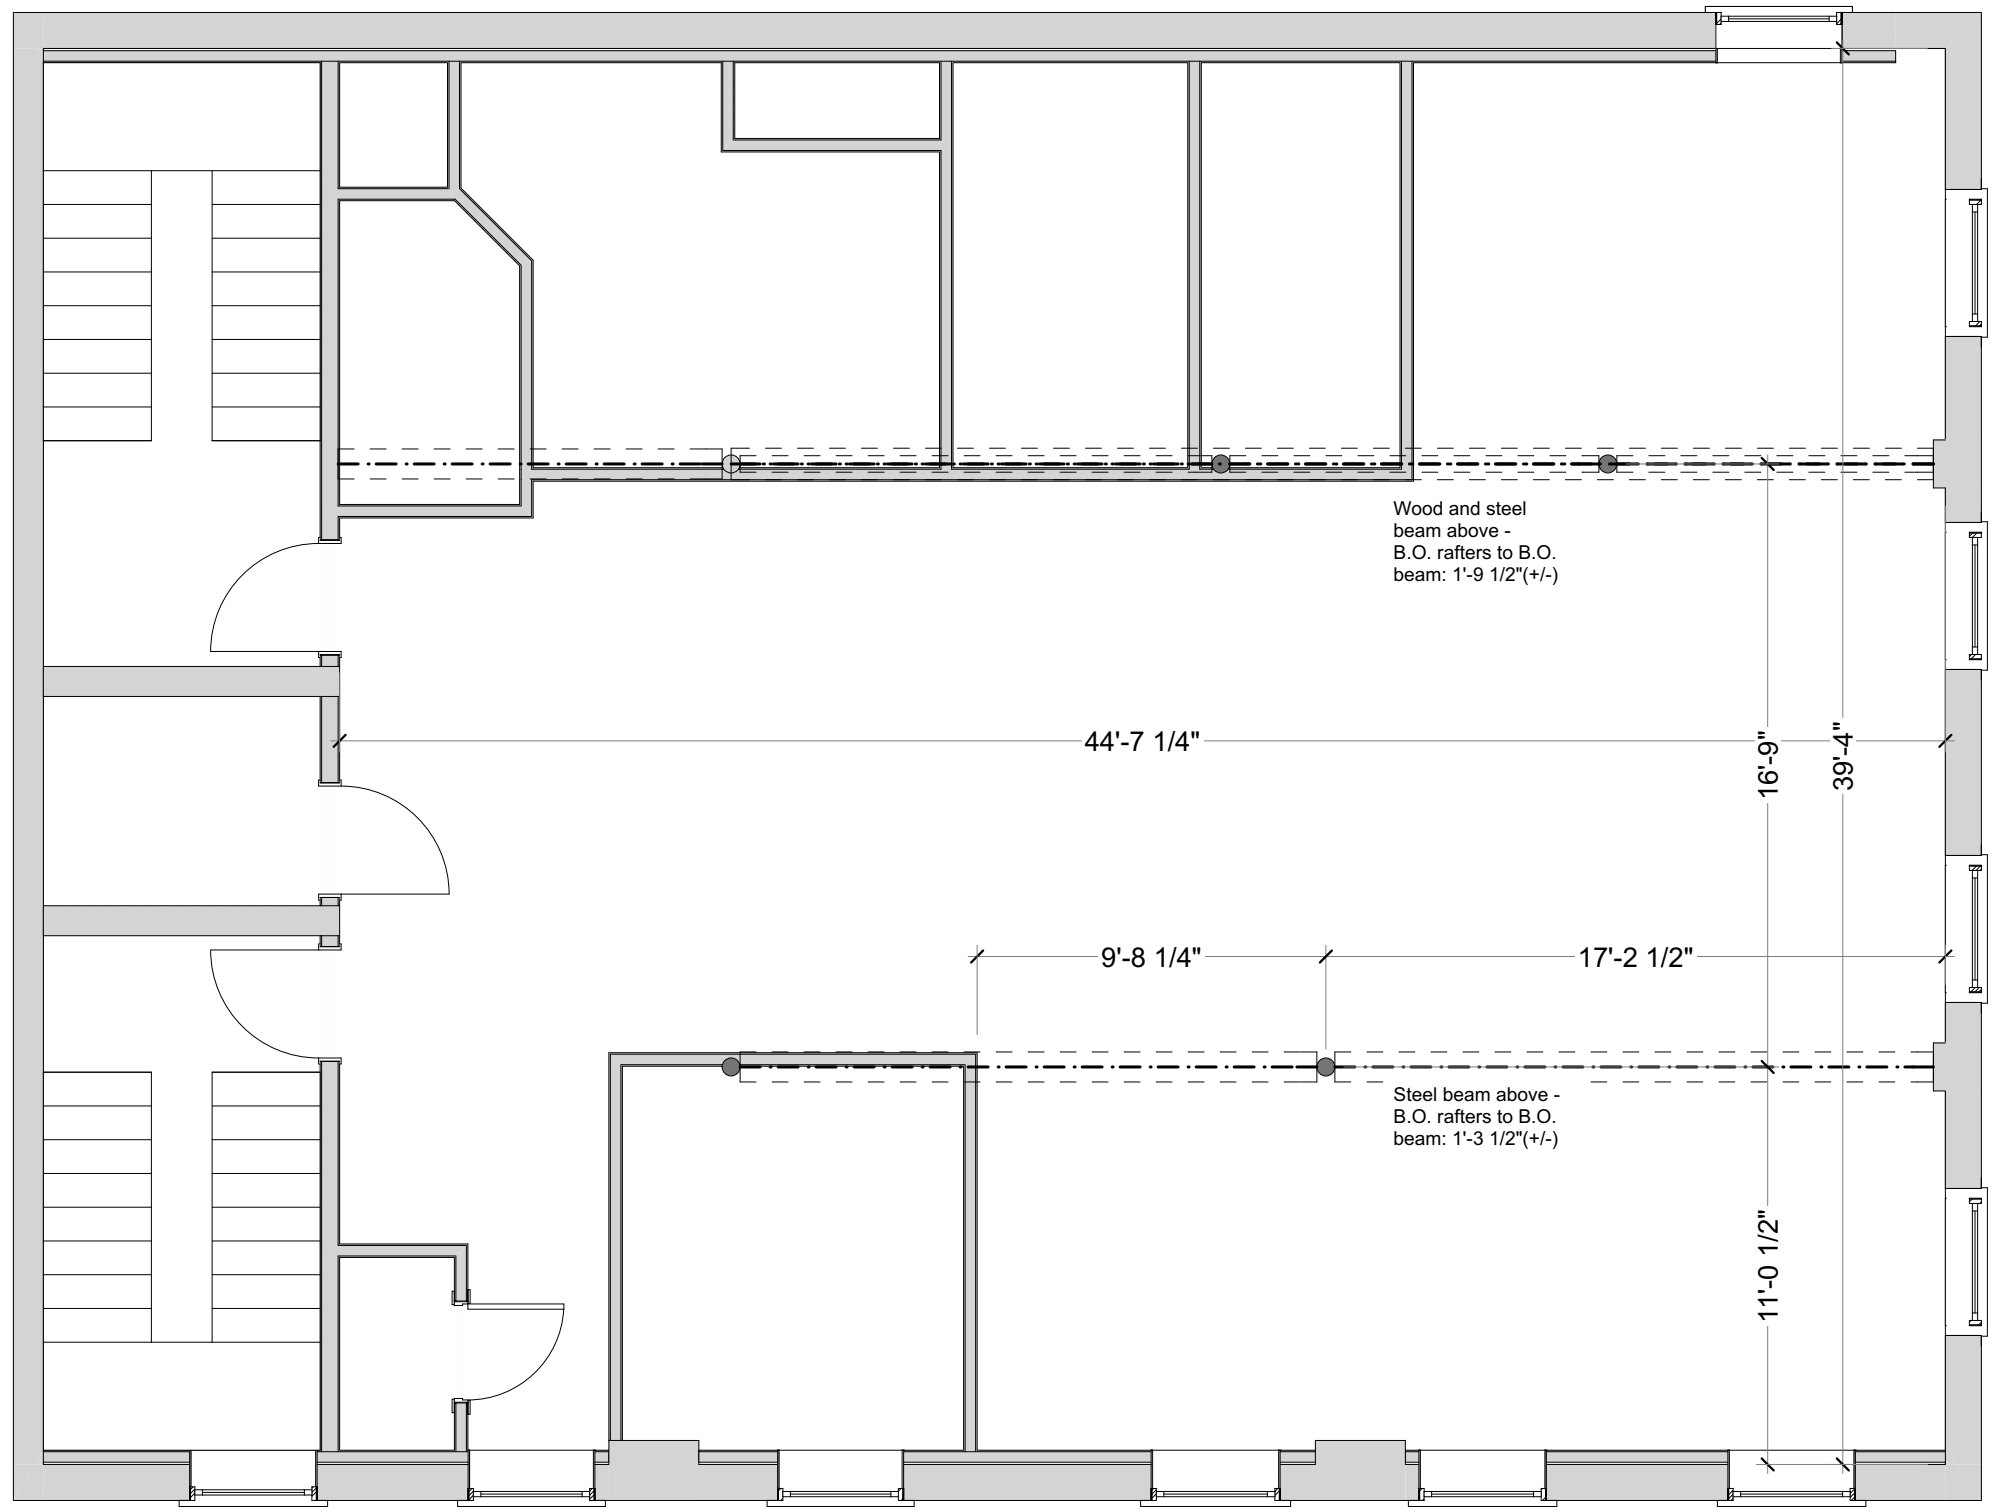 Wood and steel
beam above -
B.O. rafters to B.O.
beam: 1'-9 1/2"(+/-)
44'-7 1/4"
16'-9"
39'-4"
9'-8 1/4"
17'-2 1/2"
Steel beam above -
B.O. rafters to B.O.
beam: 1'-3 1/2"(+/-)
11'-0 1/2"